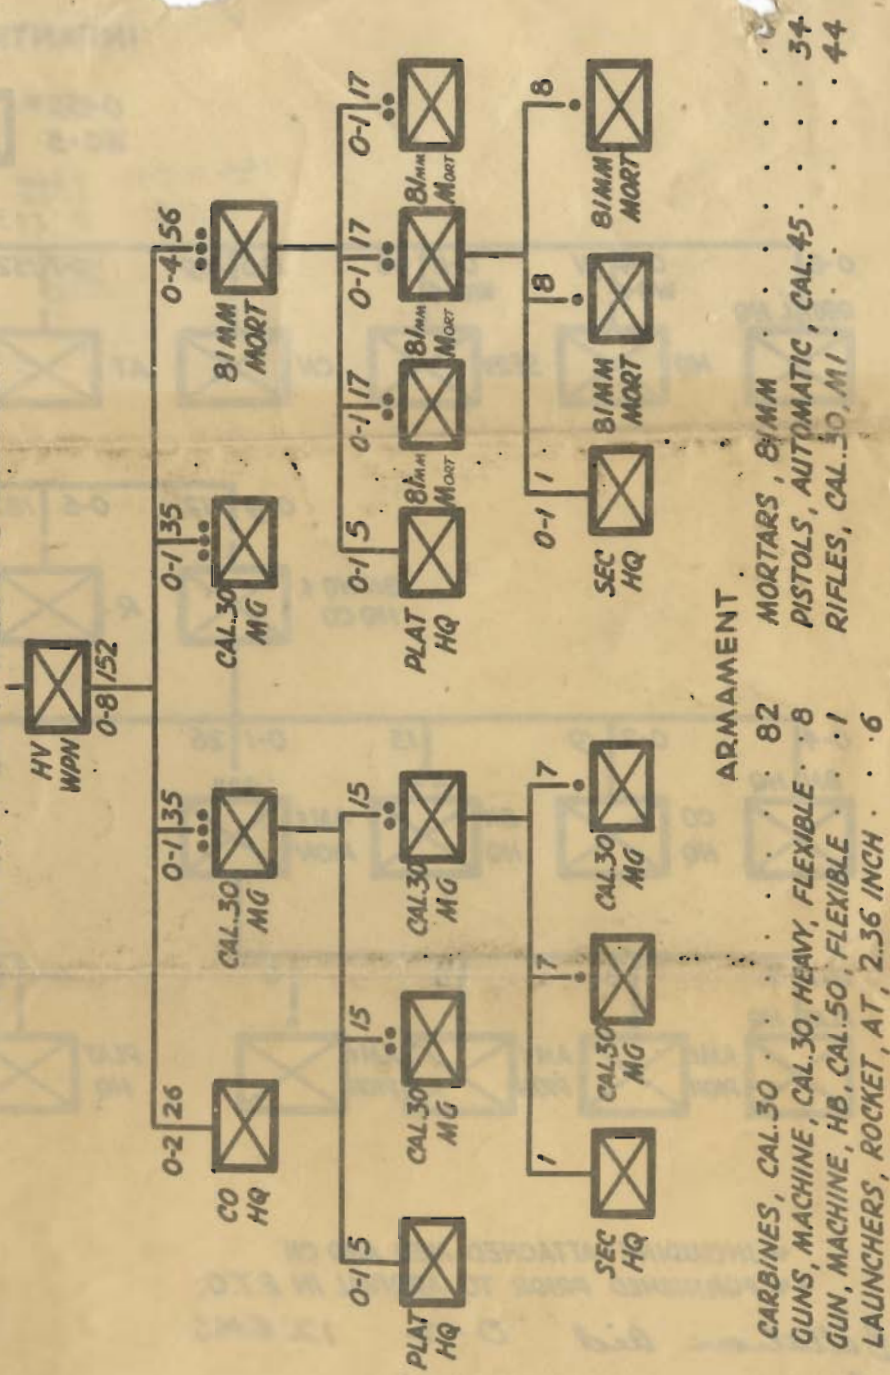 HV
WPN
0-8 152
0-2 26
CO
HQ
0-1 35
CAL.30
MG
0-1 35
CAL.30
MG
0-4 56
81MM
MORT
0-1 5
PLAT
HQ
15
CAL.30
MG
15
CAL.30
MG
0-1 5
PLAT
HQ
0-1 17
81MM
MORT
0-1 17
81MM
MORT
0-1 17
81MM
MORT
1
SEC
HQ
7
CAL.30
MG
7
CAL.30
MG
0-1 1
SEC
HQ
8
81MM
MORT
8
81MM
MORT
ARMAMENT
CARBINES, CAL.30 . . . . . . 82
GUNS, MACHINE, CAL.30, HEAVY, FLEXIBLE . . 8
GUN, MACHINE, HB, CAL.50, FLEXIBLE . . . 1
LAUNCHERS, ROCKET, AT, 2.36 INCH . . 6
MORTARS, 81MM . . . . . . . .
PISTOLS, AUTOMATIC, CAL.45 . . . . . . 34
RIFLES, CAL.30, M1 . . . . . . . 44